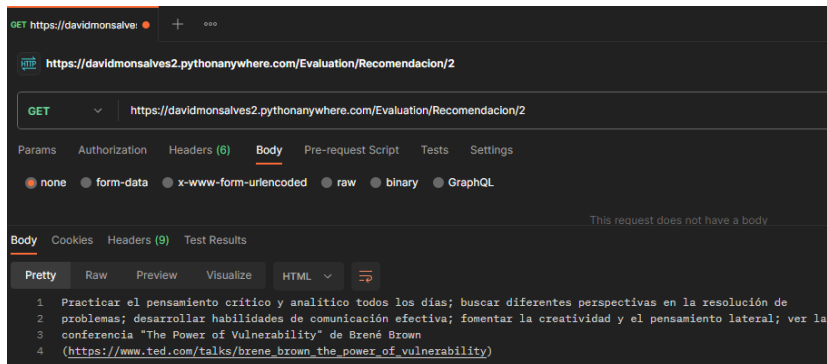 GET https://davidmonsalve:
HTTP https://davidmonsalves2.pythonanywhere.com/Evaluation/Recomendacion/2
GET https://davidmonsalves2.pythonanywhere.com/Evaluation/Recomendacion/2
Params Authorization Headers (6) Body Pre-request Script Tests Settings
none form-data x-www-form-urlencoded raw binary GraphQL
This request does not have a body
Body Cookies Headers (9) Test Results
Pretty Raw Preview Visualize HTML
1 Practicar el pensamiento crítico y analítico todos los días; buscar diferentes perspectivas en la resolución de
2 problemas; desarrollar habilidades de comunicación efectiva; fomentar la creatividad y el pensamiento lateral; ver la
3 conferencia "The Power of Vulnerability" de Brené Brown
4 (https://www.ted.com/talks/brene_brown_the_power_of_vulnerability)